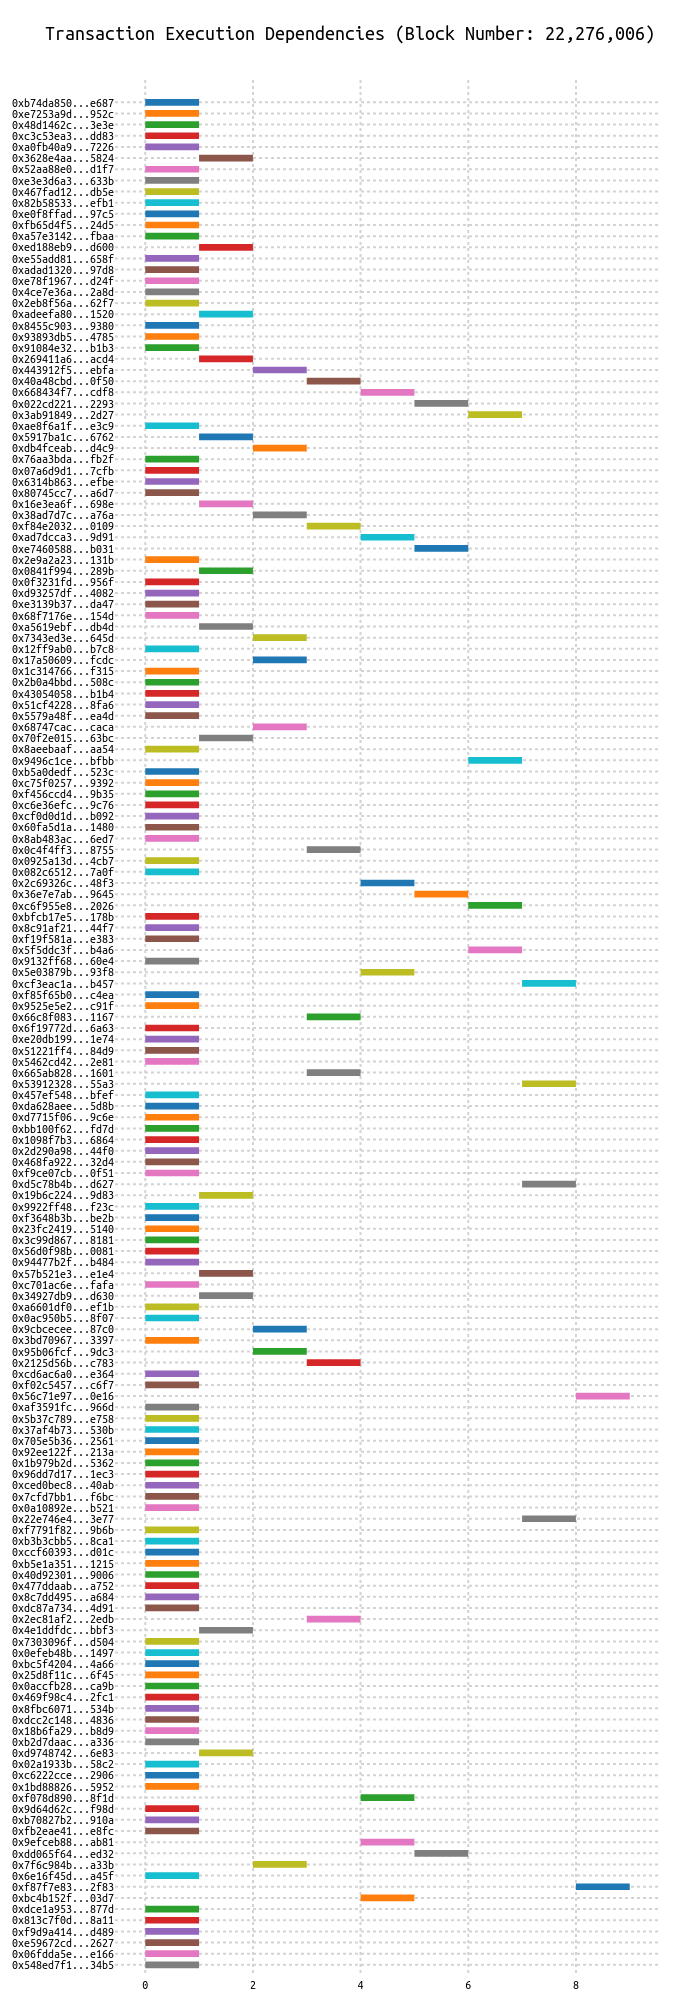 Transaction Execution Dependencies (Block Number: 22,276,006)
0xb74da850...e687
0xe7253a9d...952c
0x48d1462c...3e3e
0xc3c53ea3...dd83
0xa0fb40a9...7226
0x3628e4aa...5824
0x52aa88e0...d1f7
0xe3e3d6a3...633b
0x467fad12...db5e
0x82b58533...efb1
0xe0f8ffad...97c5
0xfb65d4f5...24d5
0xa57e3142...fbaa
0xed188eb9...d600
0xe55add81...658f
0xadad1320...97d8
0xe78f1967...d24f
0x4ce7e36a...2a8d
0x2eb8f56a...62f7
0xadeefa80...1520
0x8455c903...9380
0x93893db5...4785
0x91084e32...b1b3
0x269411a6...acd4
0x443912f5...ebfa
0x40a48cbd...0f50
0x668434f7...cdf8
0x022cd221...2293
0x3ab91849...2d27
0xae8f6a1f...e3c9
0x5917ba1c...6762
0xdb4fceab...d4c9
0x76aa3bda...fb2f
0x07a6d9d1...7cfb
0x6314b863...efbe
0x80745cc7...a6d7
0x16e3ea6f...698e
0x38ad7d7c...a76a
0xf84e2032...0109
0xad7dcca3...9d91
0xe7460588...b031
0x2e9a2a23...131b
0x0841f994...289b
0x0f3231fd...956f
0xd93257df...4082
0xe3139b37...da47
0x68f7176e...154d
0xa5619ebf...db4d
0x7343ed3e...645d
0x12ff9ab0...b7c8
0x17a50609...fcdc
0x1c314766...f315
0x2b0a4bbd...508c
0x43054058...b1b4
0x51cf4228...8fa6
0x5579a48f...ea4d
0x68747cac...caca
0x70f2e015...63bc
0x8aeebaaf...aa54
0x9496c1ce...bfbb
0xb5a0dedf...523c
0xc75f0257...9392
0xf456ccd4...9b35
0xc6e36efc...9c76
0xcf0d0d1d...b092
0x60fa5d1a...1480
0x8ab483ac...6ed7
0x0c4f4ff3...8755
0x0925a13d...4cb7
0x082c6512...7a0f
0x2c69326c...48f3
0x36e7e7ab...9645
0xc6f955e8...2026
0xbfcb17e5...178b
0x8c91af21...44f7
0xf19f581a...e383
0x5f5ddc3f...b4a6
0x9132ff68...60e4
0x5e03879b...93f8
0xcf3eac1a...b457
0xf85f65b0...c4ea
0x9525e5e2...c91f
0x66c8f083...1167
0x6f19772d...6a63
0xe20db199...1e74
0x51221ff4...84d9
0x5462cd42...2e81
0x665ab828...1601
0x53912328...55a3
0x457ef548...bfef
0xda628aee...5d8b
0xd7715f06...9c6e
0xbb100f62...fd7d
0x1098f7b3...6864
0x2d290a98...44f0
0x468fa922...32d4
0xf9ce07cb...0f51
0xd5c78b4b...d627
0x19b6c224...9d83
0x9922ff48...f23c
0xf3648b3b...be2b
0x23fc2419...5140
0x3c99d867...8181
0x56d0f98b...0081
0x94477b2f...b484
0x57b521e3...e1e4
0xc701ac6e...fafa
0x34927db9...d630
0xa6601df0...ef1b
0x0ac950b5...8f07
0x9cbcecee...87c0
0x3bd70967...3397
0x95b06fcf...9dc3
0x2125d56b...c783
0xcd6ac6a0...e364
0xf02c5457...c6f7
0x56c71e97...0e16
0xaf3591fc...966d
0x5b37c789...e758
0x37af4b73...530b
0x705e5b36...2561
0x92ee122f...213a
0x1b979b2d...5362
0x96dd7d17...1ec3
0xced0bec8...40ab
0x7cfd7bb1...f6bc
0x0a10892e...b521
0x22e746e4...3e77
0xf7791f82...9b6b
0xb3b3cbb5...8ca1
0xccf60393...d01c
0xb5e1a351...1215
0x40d92301...9006
0x477ddaab...a752
0x8c7dd495...a684
0xdc87a734...4d91
0x2ec81af2...2edb
0x4e1ddfdc...bbf3
0x7303096f...d504
0x0efeb48b...1497
0xbc5f4204...4a66
0x25d8f11c...6f45
0x0accfb28...ca9b
0x469f98c4...2fc1
0x8fbc6071...534b
0xdcc2c148...4836
0x18b6fa29...b8d9
0xb2d7daac...a336
0xd9748742...6e83
0x02a1933b...58c2
0xc6222cce...2906
0x1bd88826...5952
0xf078d890...8f1d
0x9d64d62c...f98d
0xb70827b2...910a
0xfb2eae41...e8fc
0x9efceb88...ab81
0xdd065f64...ed32
0x7f6c984b...a33b
0x6e16f45d...a45f
0xf87f7e83...2f83
0xbc4b152f...03d7
0xdce1a953...877d
0x813c7f0d...8a11
0xf9d9a414...d489
0xe59672cd...2627
0x06fdda5e...e166
0x548ed7f1...34b5
0 2 4 6 8